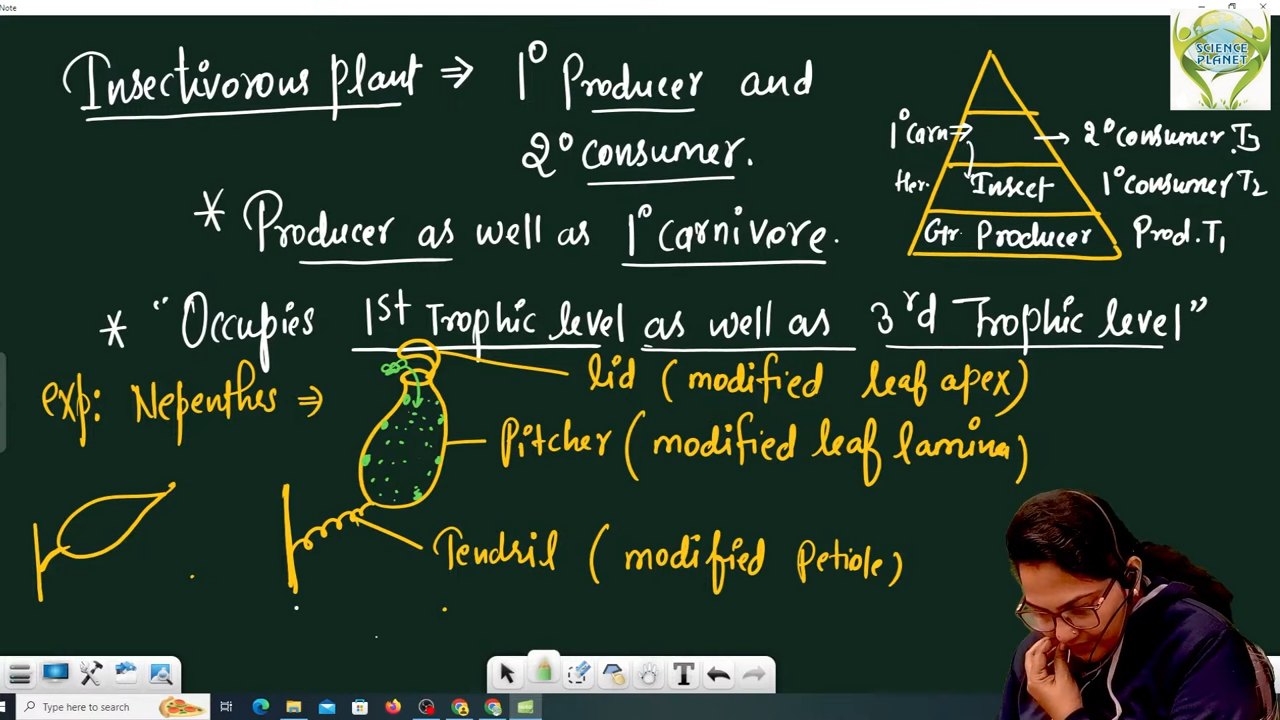 Note
SCIENCE
PLANET
Insectivorous plant ⇒ 1° Producer and
2° consumer.
* Producer as well as 1° carnivore.
1° Carn ⇒ → 2° consumer T3
Her. Insect 1° consumer T2
Gr. Producer Prod. T1
* "Occupies 1st Trophic level as well as 3rd Trophic level"
exp: Nepenthes ⇒
lid (modified leaf apex)
Pitcher (modified leaf lamina)
Tendril (modified Petiole)
T
Type here to search